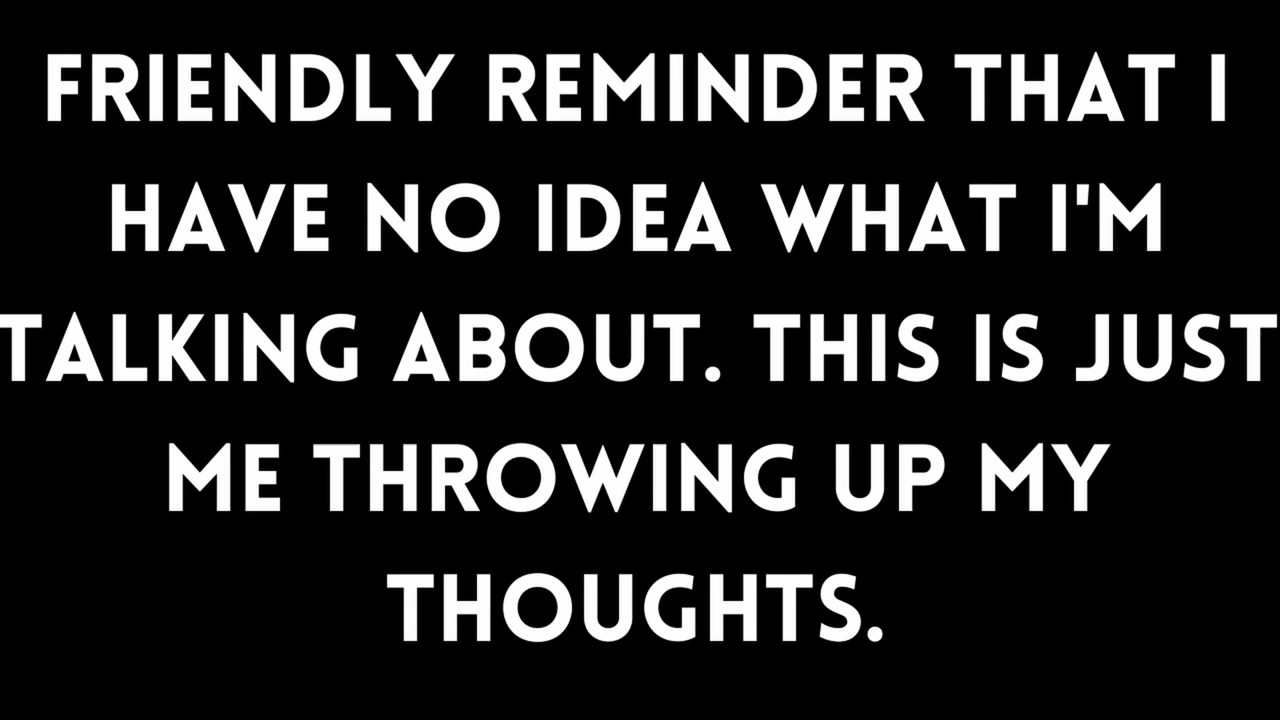 FRIENDLY REMINDER THAT I
HAVE NO IDEA WHAT I'M
TALKING ABOUT. THIS IS JUST
ME THROWING UP MY
THOUGHTS.